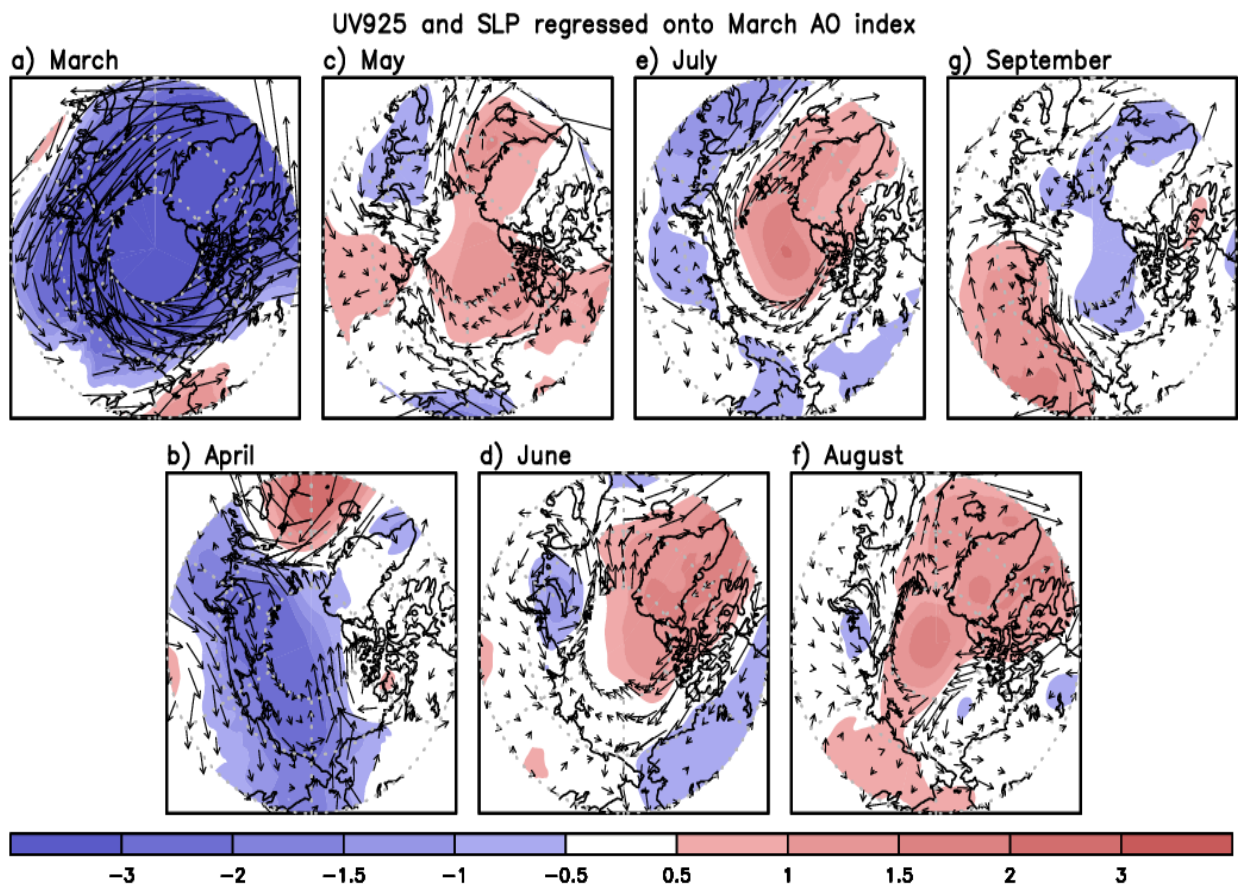 UV925 and SLP regressed onto March AO index
a) March
c) May
e) July
g) September
b) April
d) June
f) August
-3 -2 -1.5 -1 -0.5 0.5 1 1.5 2 3